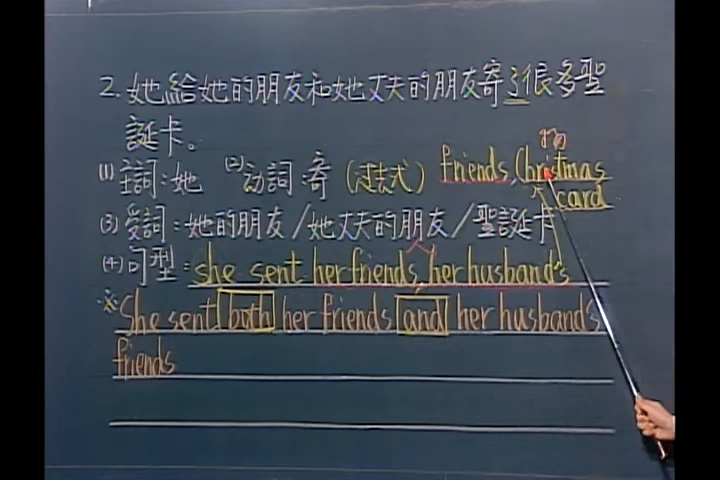 2. 她給她的朋友和她丈夫的朋友寄了很多聖
誕卡。
物
(1) 主詞:她 (2) 动詞:寄 (过去式) friends, Christmas
card
(3) 受詞:她的朋友/她丈夫的朋友/聖誕卡
(4) 句型: she sent her friends her husband's
※ She sent both her friends and her husband's
friends